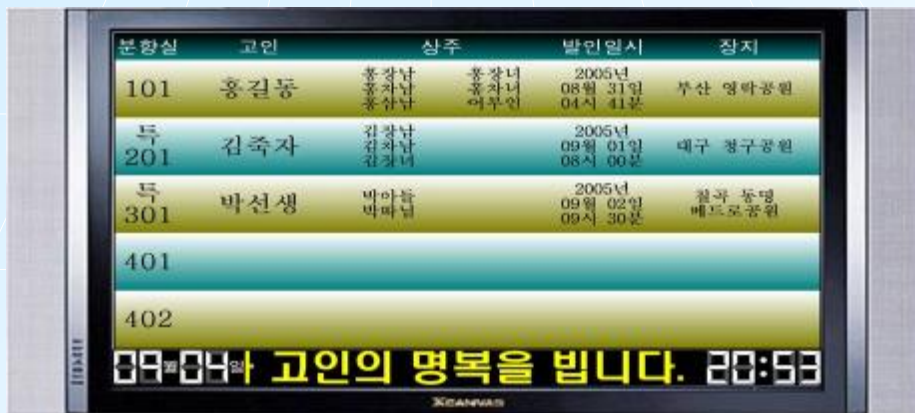 분향실 고인 상주 발인일시 장지
101 홍길동 홍장남 홍장녀 2005년 부산 영락공원
홍차남 홍차녀 08월 31일
홍삼남 어부인 04시 41분
특 201 김죽자 김장남 2005년 대구 청구공원
김차남 09월 01일
김장녀 08시 00분
특 301 박선생 박아들 2005년 칠곡 동명
박따님 09월 02일 베드로공원
09시 30분
401
402
09월04일 고인의 명복을 빕니다. 20:53
XCANVAS